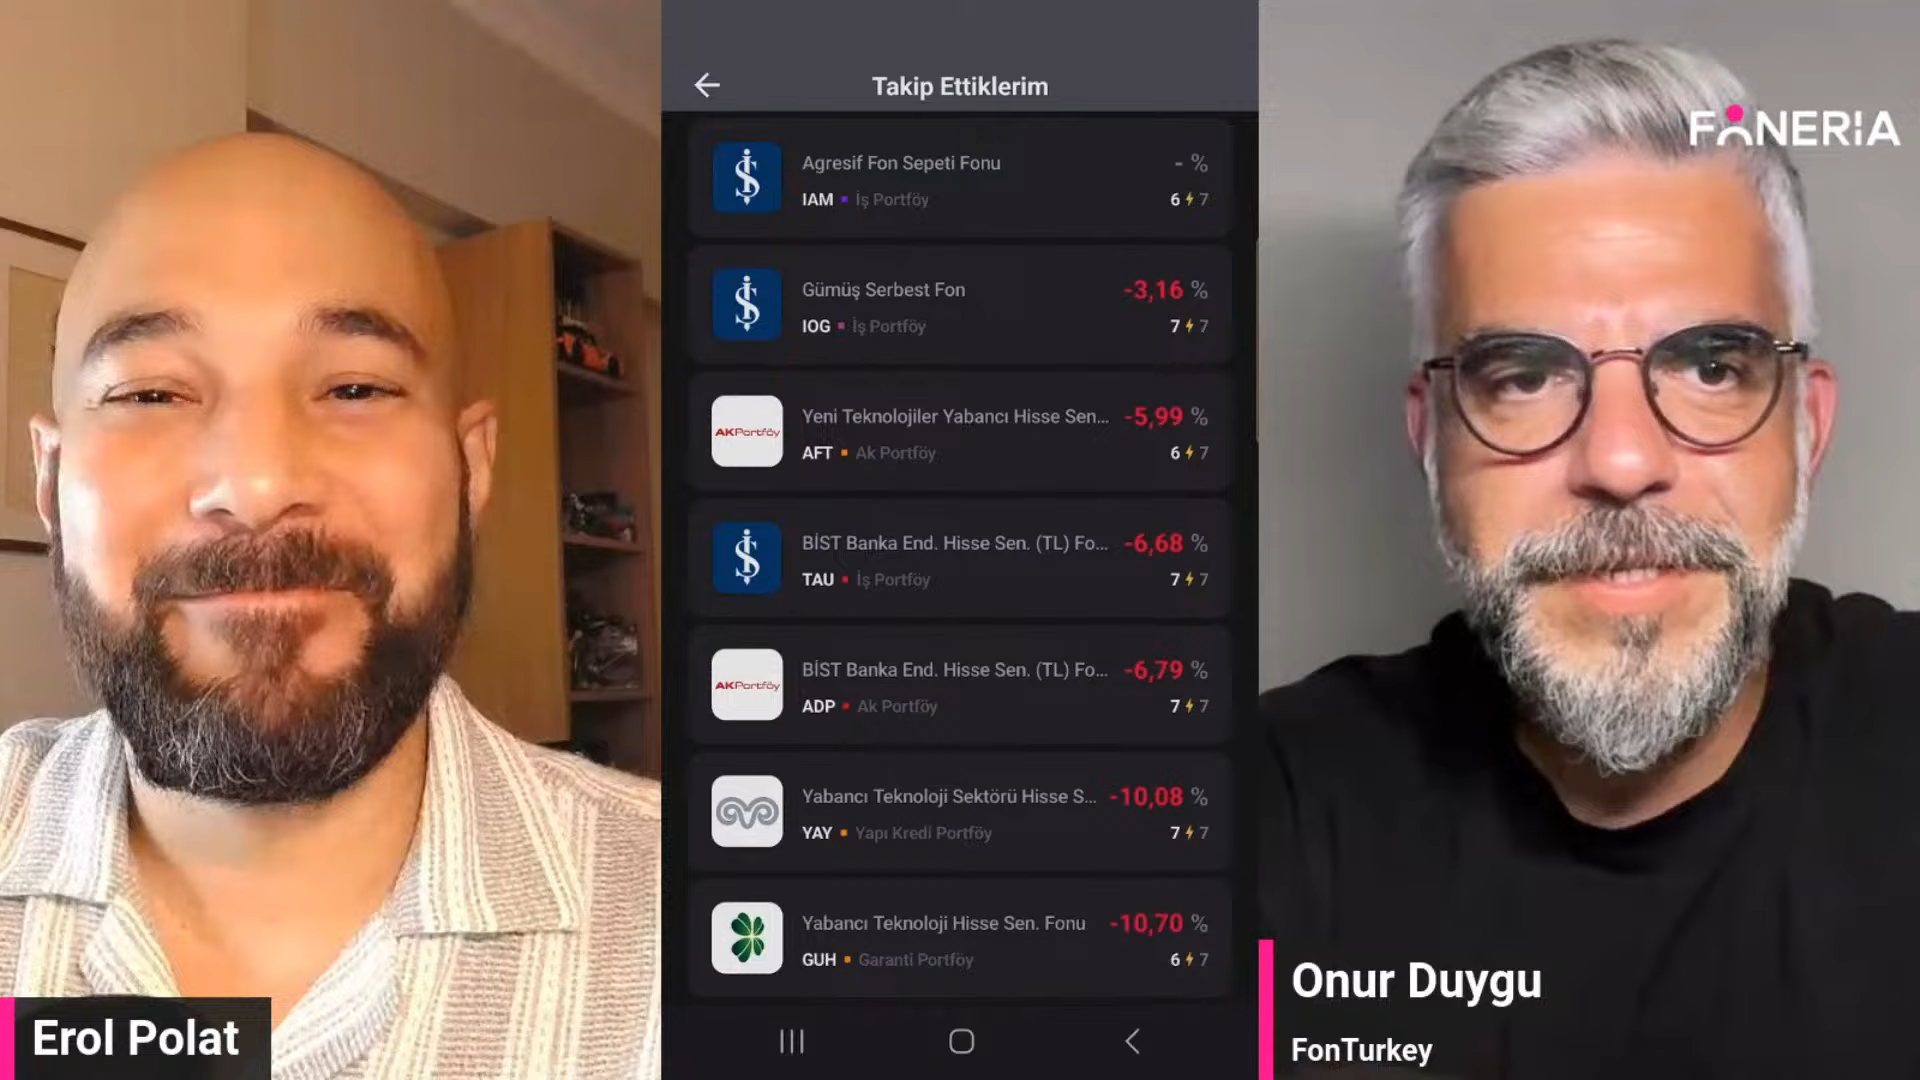 Takip Ettiklerim
FONERIA
Agresif Fon Sepeti Fonu - %
IAM İş Portföy 6 7
Gümüş Serbest Fon -3,16 %
IOG İş Portföy 7 7
AKPortföy
Yeni Teknolojiler Yabancı Hisse Sen... -5,99 %
AFT Ak Portföy 6 7
BİST Banka End. Hisse Sen. (TL) Fo... -6,68 %
TAU İş Portföy 7 7
AKPortföy
BİST Banka End. Hisse Sen. (TL) Fo... -6,79 %
ADP Ak Portföy 7 7
Yabancı Teknoloji Sektörü Hisse S... -10,08 %
YAY Yapı Kredi Portföy 7 7
Yabancı Teknoloji Hisse Sen. Fonu -10,70 %
GUH Garanti Portföy 6 7
Erol Polat
Onur Duygu
FonTurkey